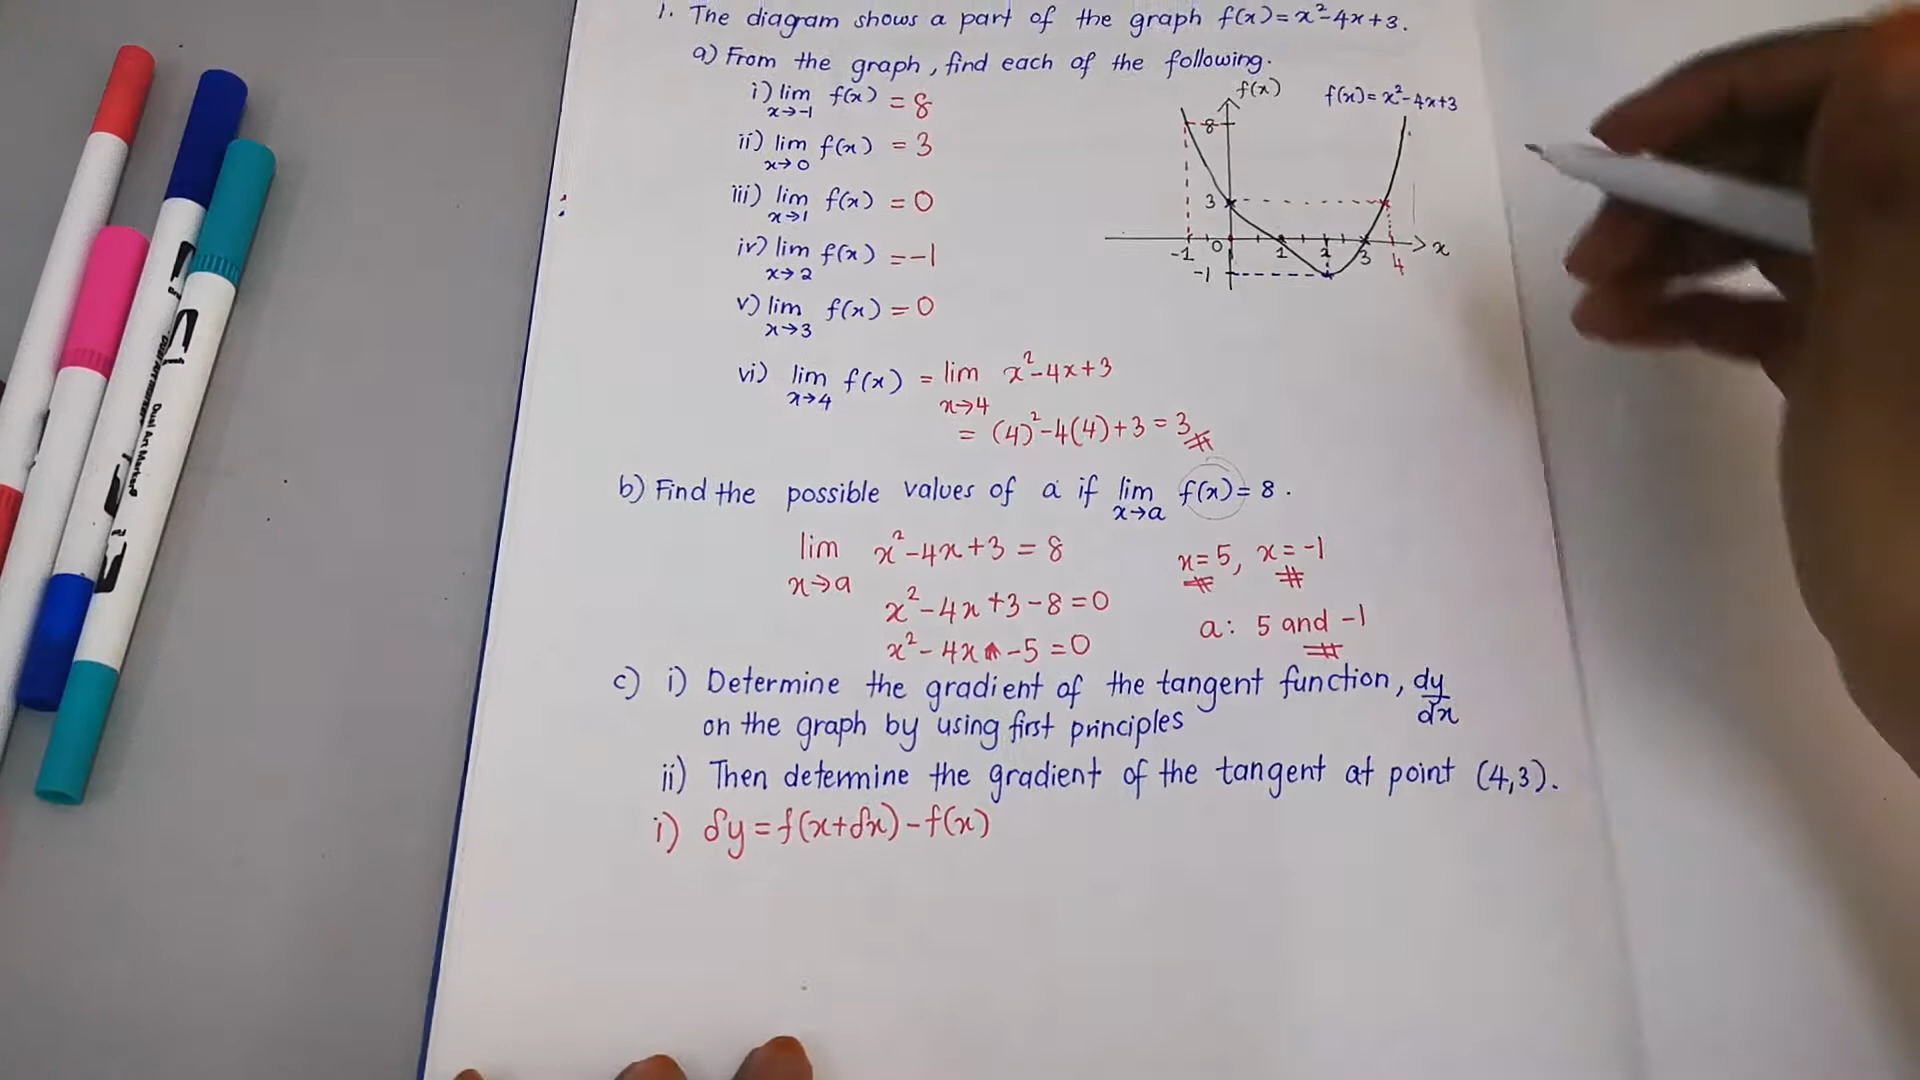 1. The diagram shows a part of the graph f(x)=x²-4x+3.
a) From the graph, find each of the following.
i) lim f(x) = 8
x→-1
ii) lim f(x) = 3
x→0
iii) lim f(x) = 0
x→1
iv) lim f(x) = -1
x→2
v) lim f(x) = 0
x→3
vi) lim f(x) = lim x²-4x+3
x→4 x→4
= (4)²-4(4)+3 = 3
f(x) f(x)=x²-4x+3
8
3
-1 0 1 2 3 4 x
-1
b) Find the possible values of a if lim f(x) = 8.
x→a
lim x²-4x+3 = 8
x→a
x²-4x+3-8=0
x²-4x-5=0
x=5, x=-1
a: 5 and -1
c) i) Determine the gradient of the tangent function, dy/dx
on the graph by using first principles
ii) Then determine the gradient of the tangent at point (4,3).
i) δy=f(x+δx)-f(x)
Dual Art Markers